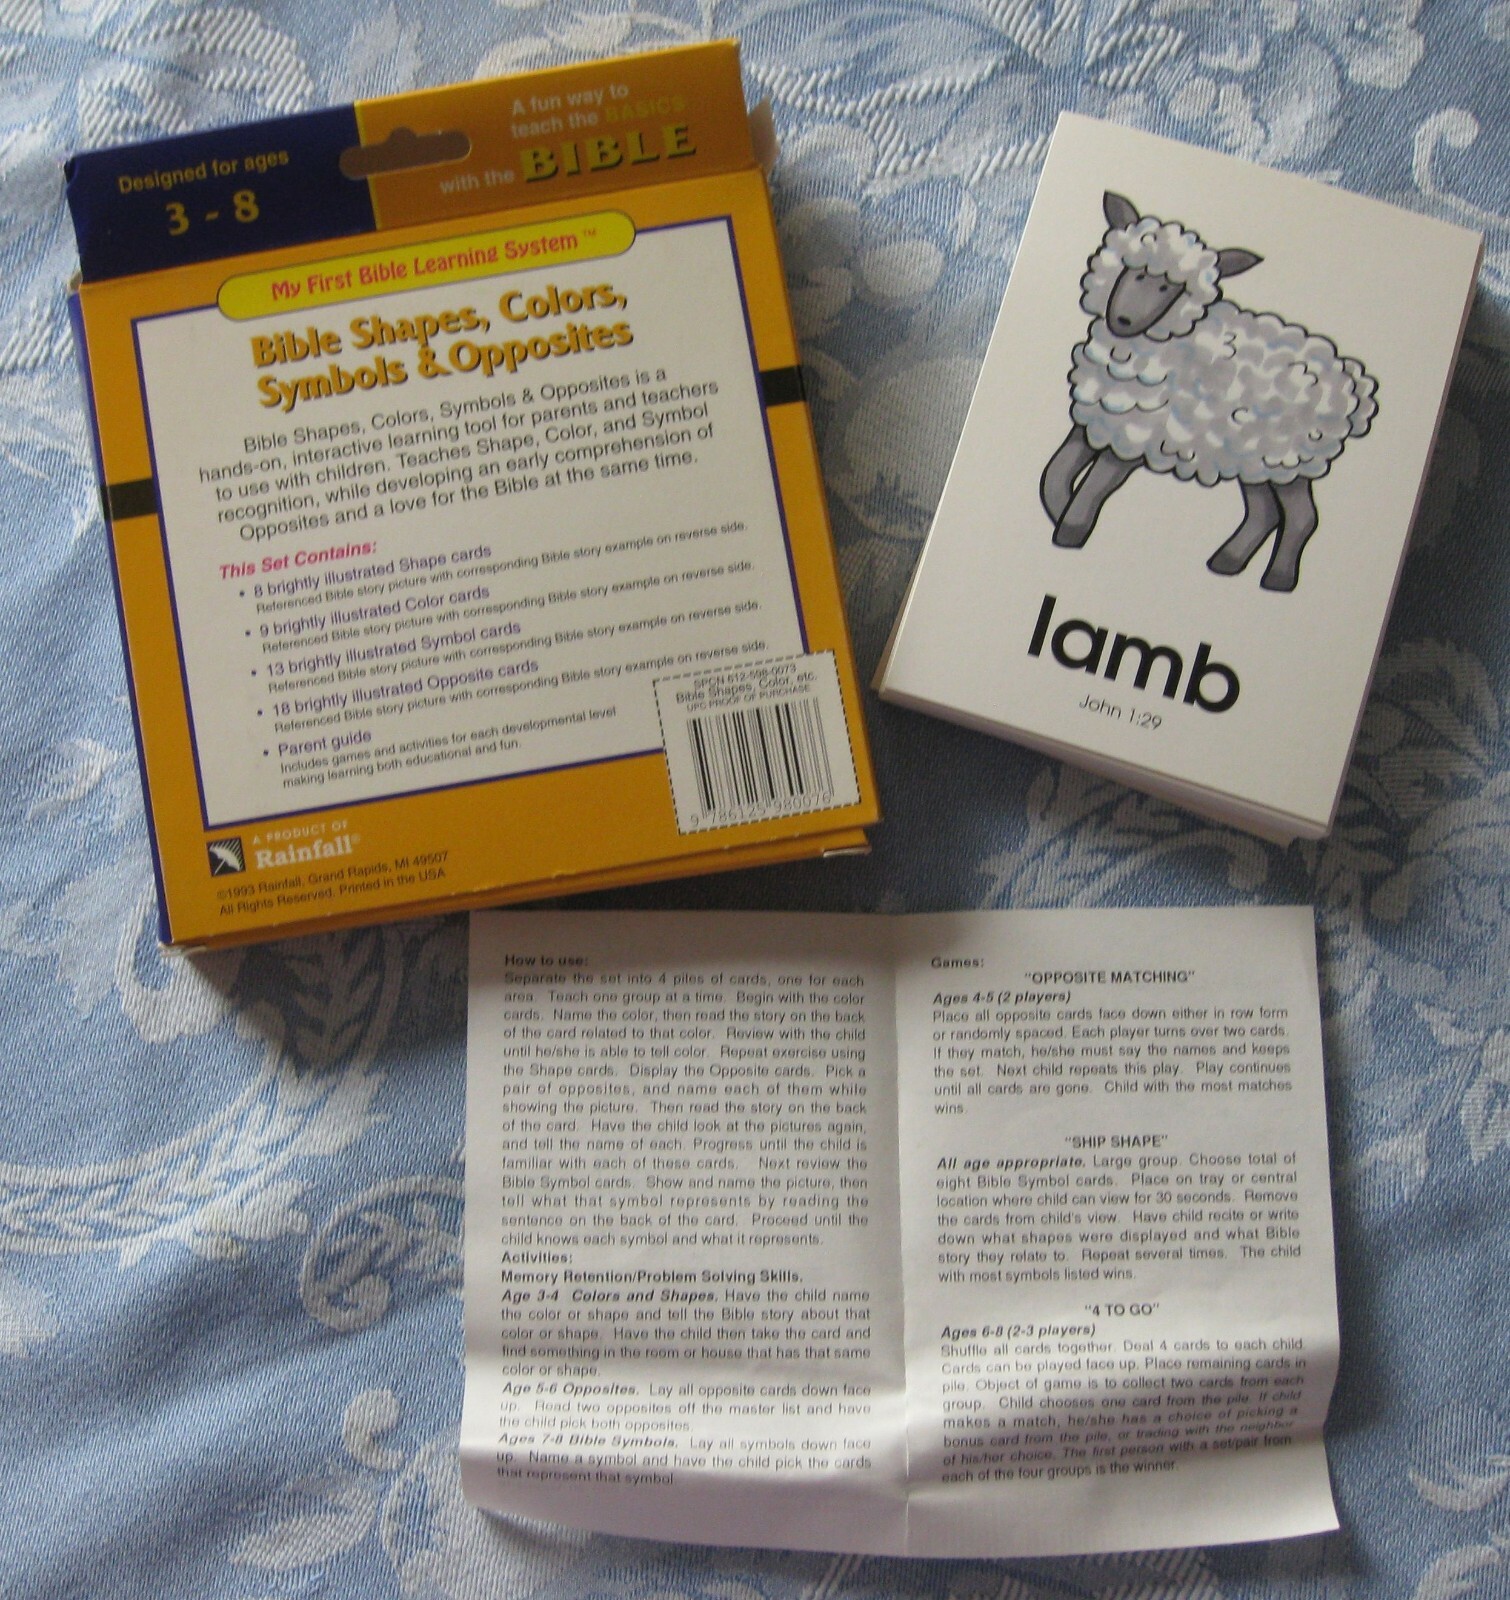 Designed for ages
3 - 8
A fun way to
teach the BASICS
with the BIBLE
My First Bible Learning System™
Bible Shapes, Colors,
Symbols & Opposites
Bible Shapes, Colors, Symbols & Opposites is a
hands-on, interactive learning tool for parents and teachers
to use with children. Teaches Shape, Color, and Symbol
recognition, while developing an early comprehension of
Opposites and a love for the Bible at the same time.
This Set Contains:
• 8 brightly illustrated Shape cards
Referenced Bible story picture with corresponding Bible story example on reverse side.
• 9 brightly illustrated Color cards
Referenced Bible story picture with corresponding Bible story example on reverse side.
• 13 brightly illustrated Symbol cards
Referenced Bible story picture with corresponding Bible story example on reverse side.
• 18 brightly illustrated Opposite cards
Referenced Bible story picture with corresponding Bible story example on reverse side.
• Parent guide
Includes games and activities for each developmental level
making learning both educational and fun.
SPCN 612-598-0073
Bible Shapes, Color, etc.
UPC PROOF OF PURCHASE
9 786125 980076
A PRODUCT OF
Rainfall®
©1993 Rainfall, Grand Rapids, MI 49507
All Rights Reserved. Printed in the USA
lamb
John 1:29
How to use:
Separate the set into 4 piles of cards, one for each
area. Teach one group at a time. Begin with the color
cards. Name the color, then read the story on the back
of the card related to that color. Review with the child
until he/she is able to tell color. Repeat exercise using
the Shape cards. Display the Opposite cards. Pick a
pair of opposites, and name each of them while
showing the picture. Then read the story on the back
of the card. Have the child look at the pictures again,
and tell the name of each. Progress until the child is
familiar with each of these cards. Next review the
Bible Symbol cards. Show and name the picture, then
tell what that symbol represents by reading the
sentence on the back of the card. Proceed until the
child knows each symbol and what it represents.
Activities:
Memory Retention/Problem Solving Skills.
Age 3-4 Colors and Shapes. Have the child name
the color or shape and tell the Bible story about that
color or shape. Have the child then take the card and
find something in the room or house that has that same
color or shape.
Age 5-6 Opposites. Lay all opposite cards down face
up. Read two opposites off the master list and have
the child pick both opposites.
Ages 7-8 Bible Symbols. Lay all symbols down face
up. Name a symbol and have the child pick the cards
that represent that symbol.
Games:
"OPPOSITE MATCHING"
Ages 4-5 (2 players)
Place all opposite cards face down either in row form
or randomly spaced. Each player turns over two cards.
If they match, he/she must say the names and keeps
the set. Next child repeats this play. Play continues
until all cards are gone. Child with the most matches
wins.
"SHIP SHAPE"
All age appropriate. Large group. Choose total of
eight Bible Symbol cards. Place on tray or central
location where child can view for 30 seconds. Remove
the cards from child's view. Have child recite or write
down what shapes were displayed and what Bible
story they relate to. Repeat several times. The child
with most symbols listed wins.
"4 TO GO"
Ages 6-8 (2-3 players)
Shuffle all cards together. Deal 4 cards to each child.
Cards can be played face up. Place remaining cards in
pile. Object of game is to collect two cards from each
group. Child chooses one card from the pile. If child
makes a match, he/she has a choice of picking a
bonus card from the pile, or trading with the neighbor
of his/her choice. The first person with a set/pair from
each of the four groups is the winner.